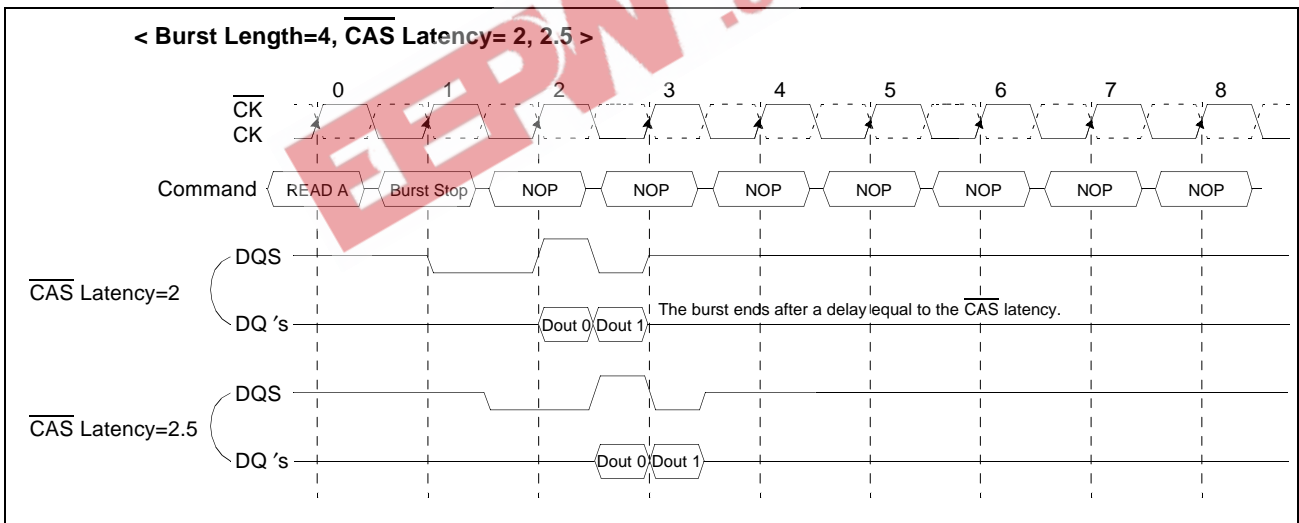 < Burst Length=4, CAS Latency= 2, 2.5 >
0 1 2 3 4 5 6 7 8
CK
CK
Command READ A Burst Stop NOP NOP NOP NOP NOP NOP NOP
DQS
CAS Latency=2
The burst ends after a delay equal to the CAS latency.
DQ 's Dout 0 Dout 1
DQS
CAS Latency=2.5
DQ 's Dout 0 Dout 1
EEPW.